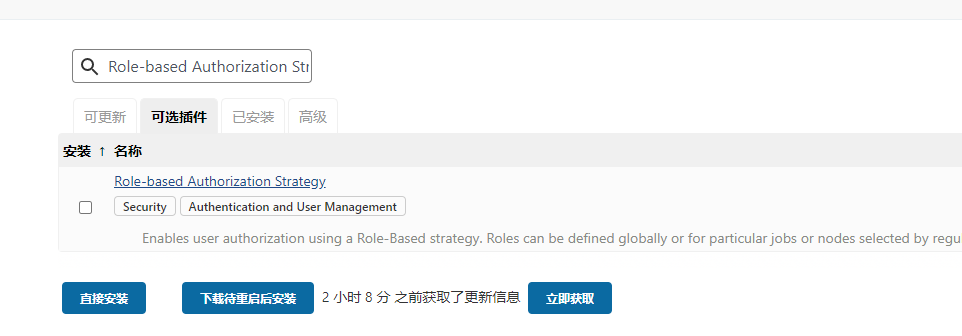 Role-based Authorization Str
可更新 可选插件 已安装 高级
安装 ↑ 名称
Role-based Authorization Strategy
Security Authentication and User Management
Enables user authorization using a Role-Based strategy. Roles can be defined globally or for particular jobs or nodes selected by regu
直接安装 下载待重启后安装 2 小时 8 分 之前获取了更新信息 立即获取